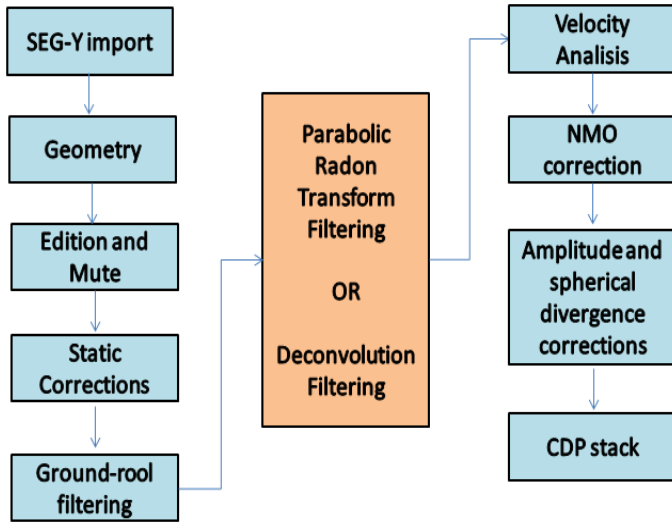 SEG-Y import
Geometry
Edition and
Mute
Static
Corrections
Ground-rool
filtering
Parabolic
Radon
Transform
Filtering
OR
Deconvolution
Filtering
Velocity
Analisis
NMO
correction
Amplitude and
spherical
divergence
corrections
CDP stack